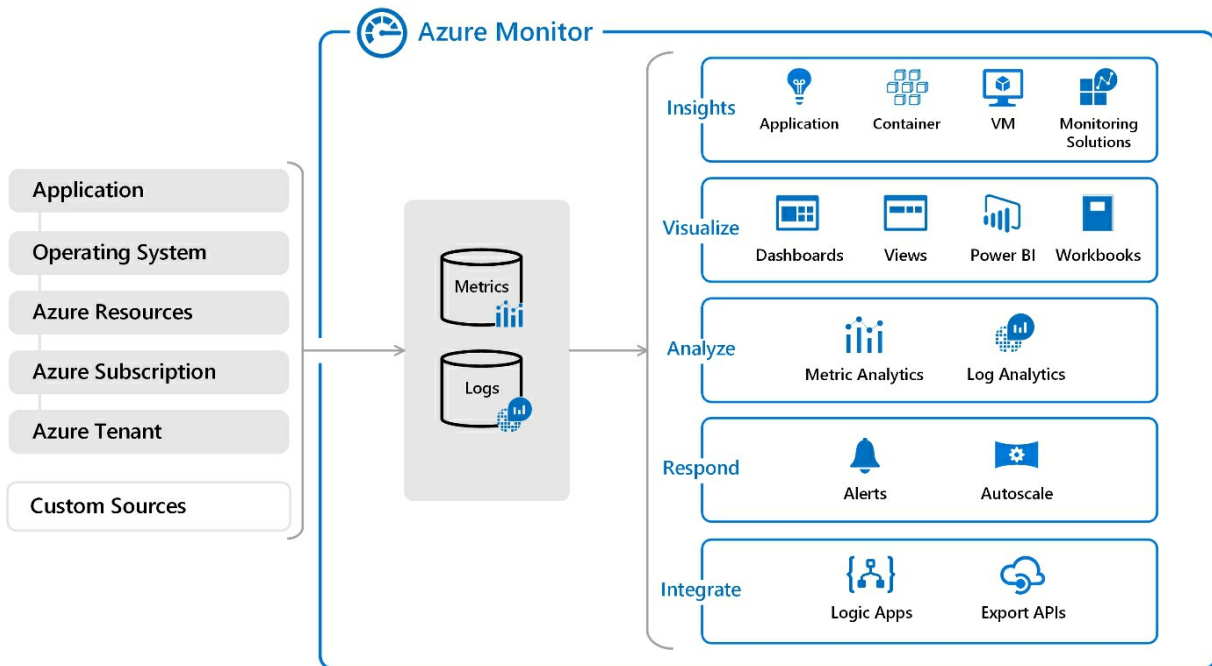 Azure Monitor
Application
Operating System
Azure Resources
Azure Subscription
Azure Tenant
Custom Sources
Metrics
Logs
Insights
Application
Container
VM
Monitoring
Solutions
Visualize
Dashboards
Views
Power BI
Workbooks
Analyze
Metric Analytics
Log Analytics
Respond
Alerts
Autoscale
Integrate
Logic Apps
Export APIs